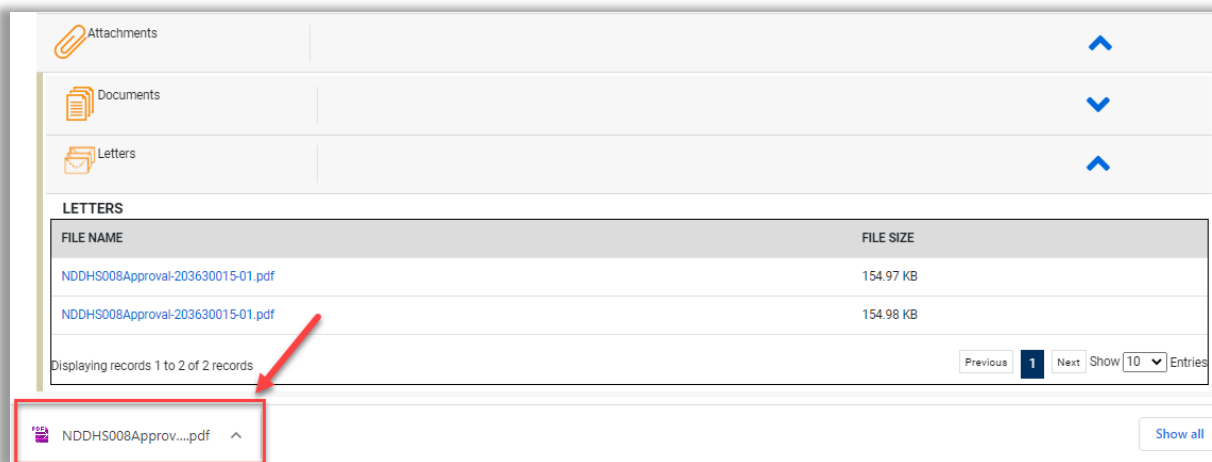 Attachments
Documents
Letters
LETTERS
FILE NAME FILE SIZE
NDDHS008Approval-203630015-01.pdf 154.97 KB
NDDHS008Approval-203630015-01.pdf 154.98 KB
Displaying records 1 to 2 of 2 records Previous 1 Next Show 10 Entries
NDDHS008Approv....pdf Show all